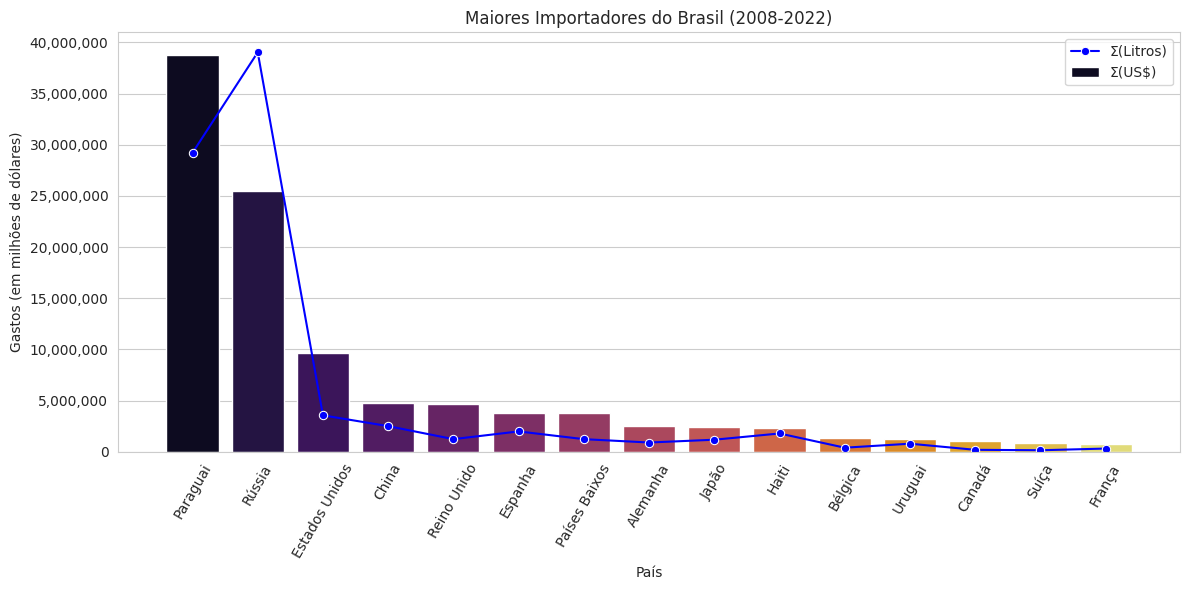 Maiores Importadores do Brasil (2008-2022)
Σ(Litros)
Σ(US$)
Gastos (em milhões de dólares)
40,000,000
35,000,000
30,000,000
25,000,000
20,000,000
15,000,000
10,000,000
5,000,000
0
Paraguai
Rússia
Estados Unidos
China
Reino Unido
Espanha
Países Baixos
Alemanha
Japão
Haiti
Bélgica
Uruguai
Canadá
Suíça
França
País